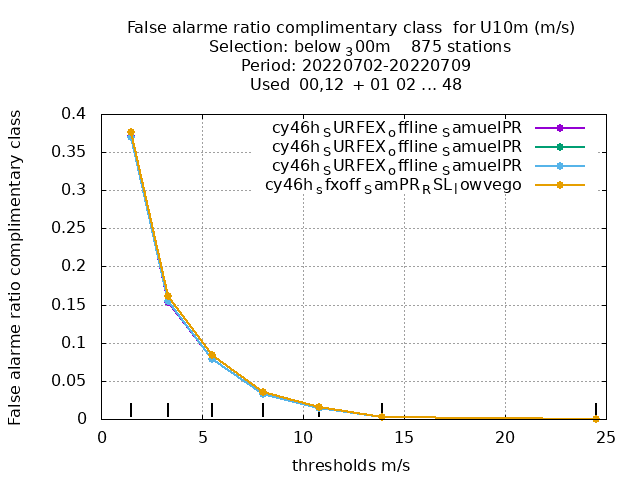 False alarme ratio complimentary class for U10m (m/s)
Selection: below 300m 875 stations
Period: 20220702-20220709
Used 00,12 + 01 02 ... 48
False alarme ratio complimentary class
0.4
0.35
0.3
0.25
0.2
0.15
0.1
0.05
0
cy46h_SURFEX_offline_SamuelPR
cy46h_SURFEX_offline_SamuelPR
cy46h_SURFEX_offline_SamuelPR
cy46h_sfxoff_SamPR_RSL_lowvego
0 5 10 15 20 25
thresholds m/s